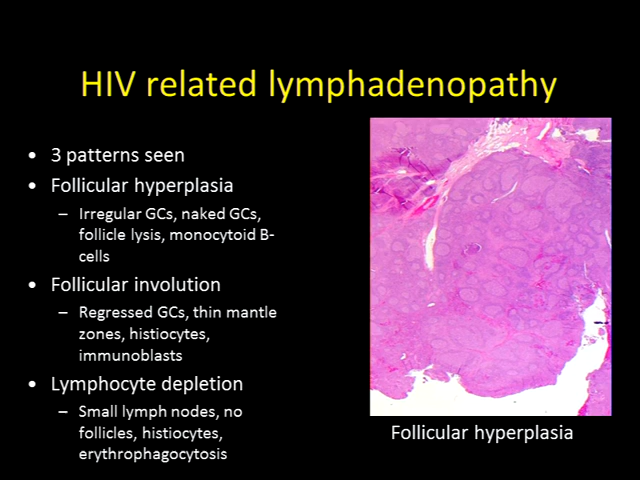 HIV related lymphadenopathy
• 3 patterns seen
• Follicular hyperplasia
– Irregular GCs, naked GCs,
follicle lysis, monocytoid B-
cells
• Follicular involution
– Regressed GCs, thin mantle
zones, histiocytes,
immunoblasts
• Lymphocyte depletion
– Small lymph nodes, no
follicles, histiocytes,
erythrophagocytosis
Follicular hyperplasia